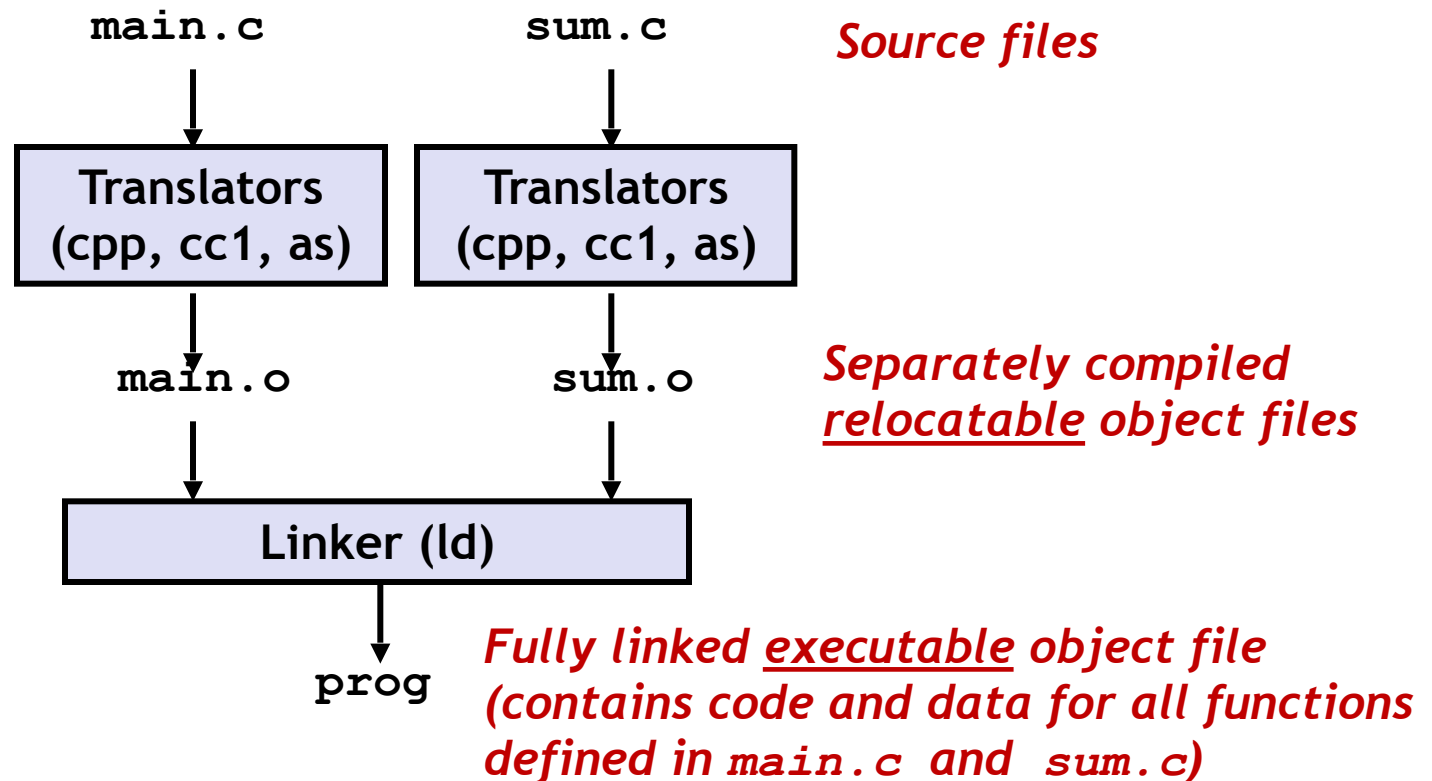 main.c
sum.c
Source files
Translators
(cpp, cc1, as)
Translators
(cpp, cc1, as)
main.o
sum.o
Separately compiled
relocatable object files
Linker (ld)
prog
Fully linked executable object file
(contains code and data for all functions
defined in main.c and sum.c)